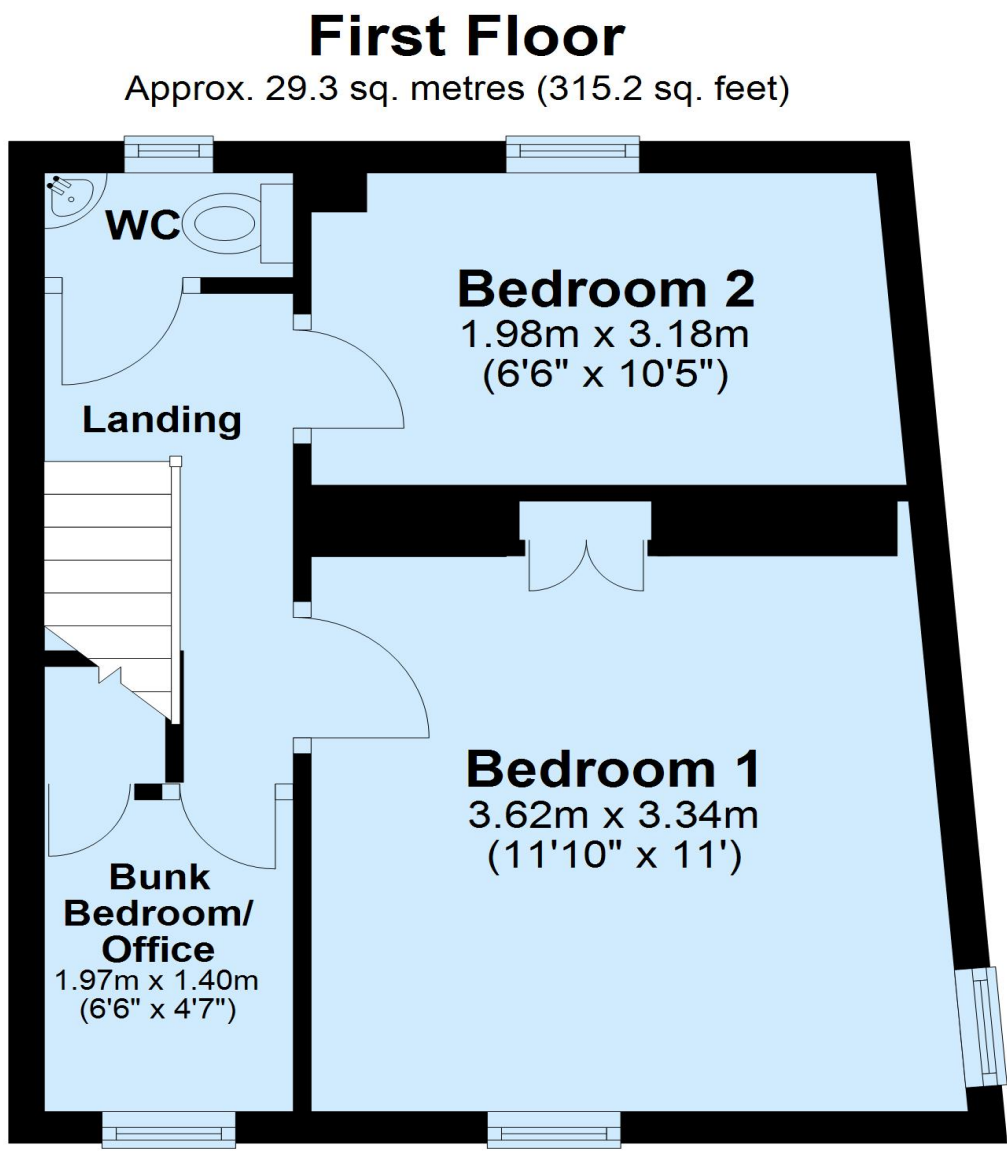 First Floor
Approx. 29.3 sq. metres (315.2 sq. feet)
WC
Bedroom 2
1.98m x 3.18m
(6'6" x 10'5")
Landing
Bedroom 1
3.62m x 3.34m
(11'10" x 11')
Bunk
Bedroom/
Office
1.97m x 1.40m
(6'6" x 4'7")